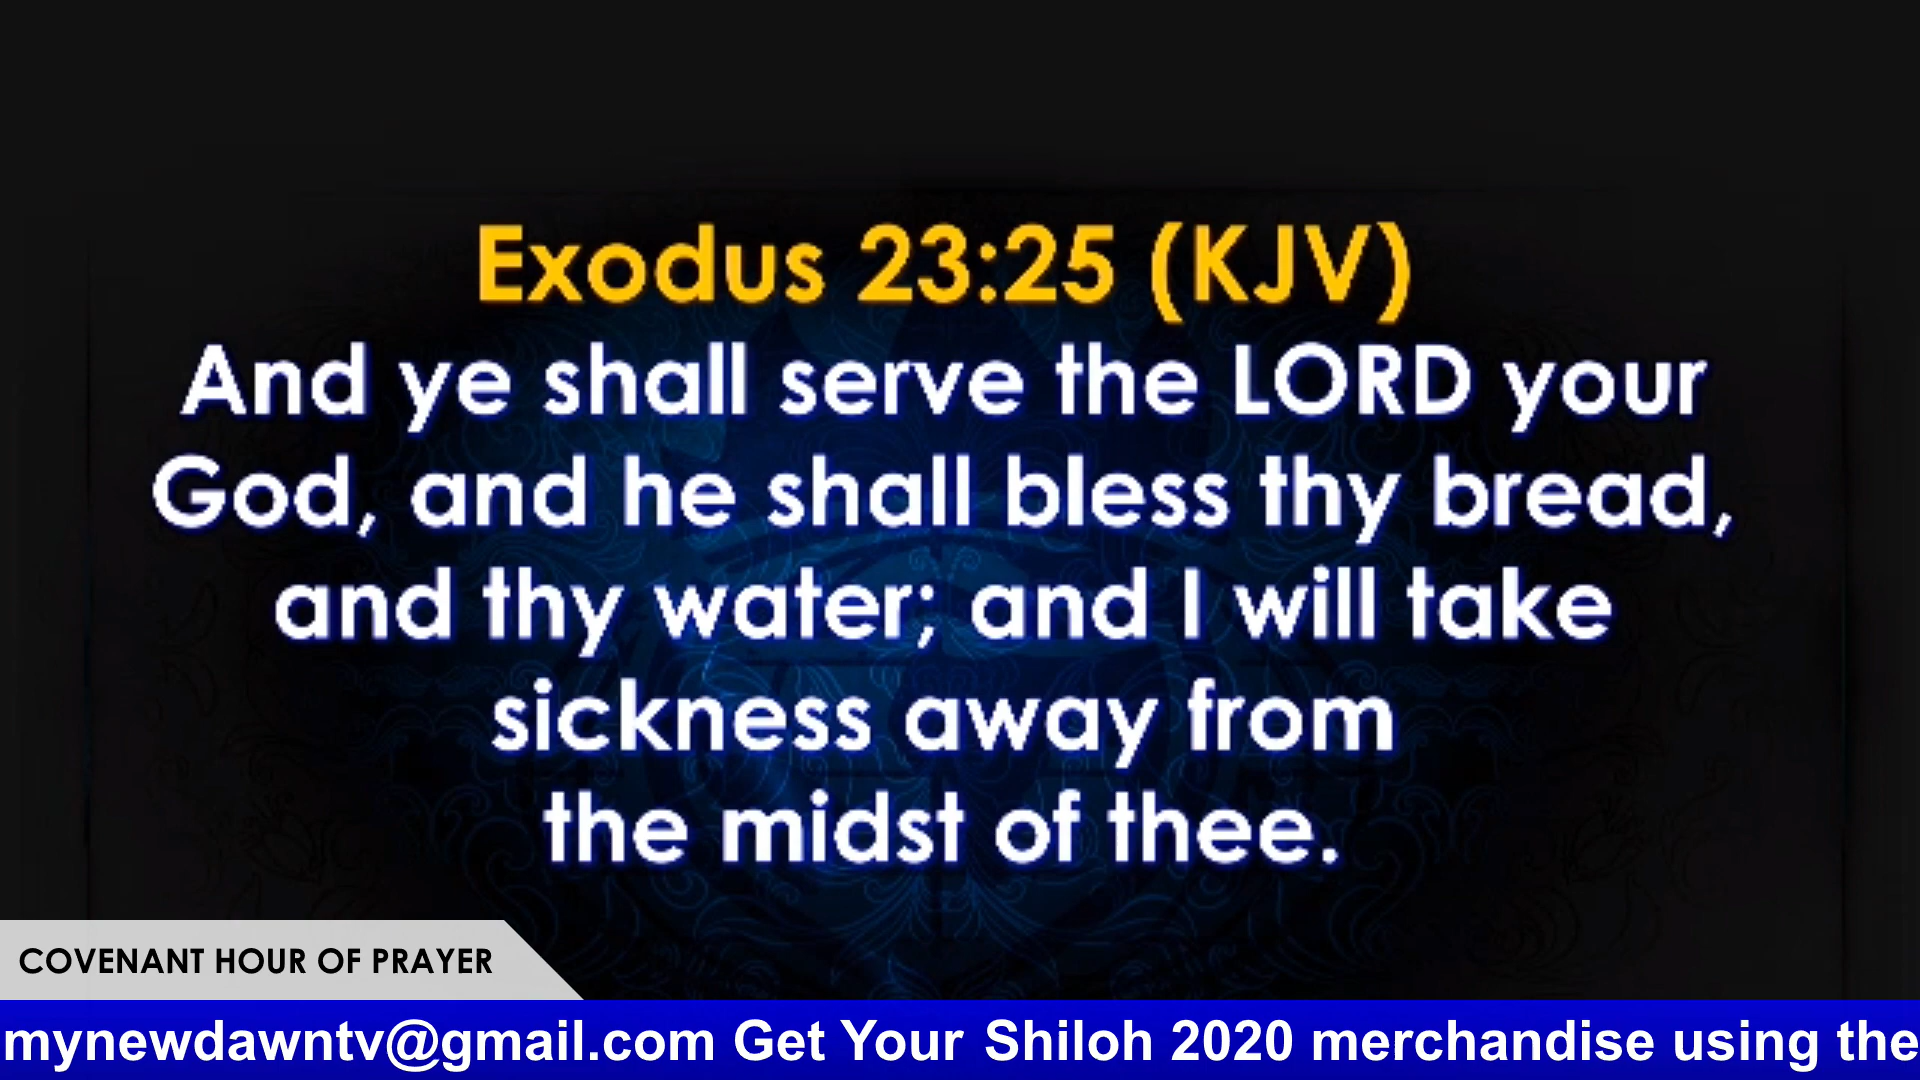 Exodus 23:25 (KJV)
And ye shall serve the LORD your
God, and he shall bless thy bread,
and thy water; and I will take
sickness away from
the midst of thee.
COVENANT HOUR OF PRAYER
mynewdawntv@gmail.com Get Your Shiloh 2020 merchandise using the